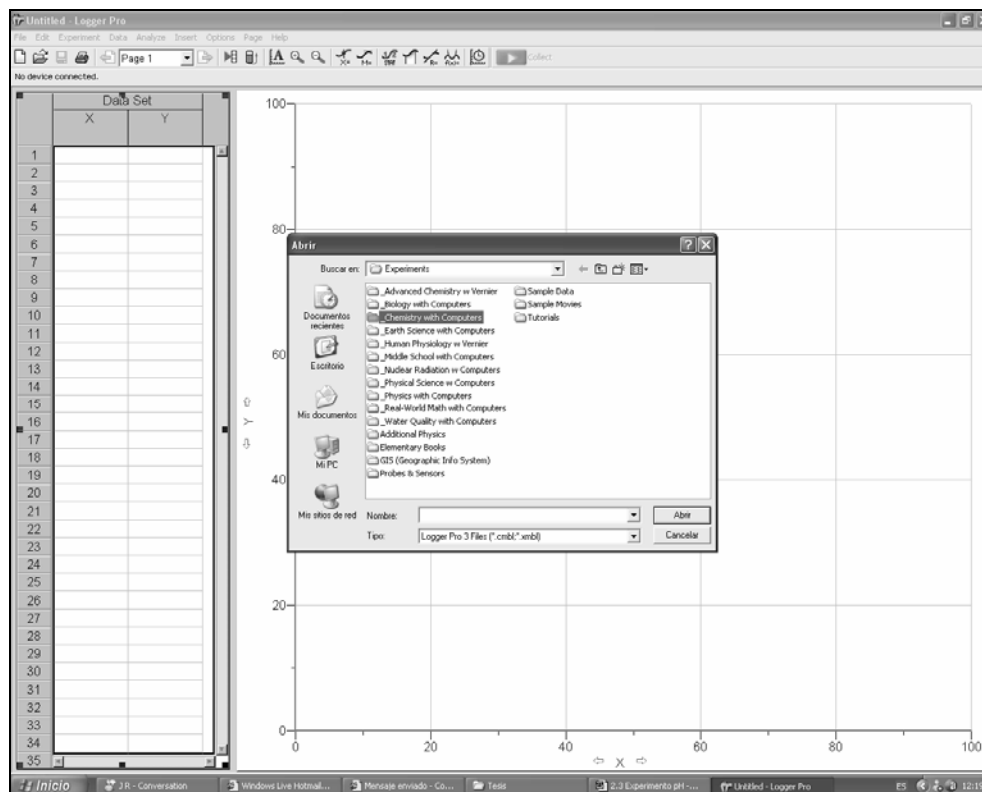 Untitled - Logger Pro
File Edit Experiment Data Analyze Insert Options Page Help
Page 1
Collect
No device connected.
Data Set
X Y
1
2
3
4
5
6
7
8
9
10
11
12
13
14
15
16
17
18
19
20
21
22
23
24
25
26
27
28
29
30
31
32
33
34
35
100
80
60
40
20
0
Y
0 20 40 60 80 100
X
Abrir
Buscar en: Experiments
Documentos recientes
Escritorio
Mis documentos
Mi PC
Mis sitios de red
_Advanced Chemistry w Vernier
_Biology with Computers
_Chemistry with Computers
_Earth Science with Computers
_Human Physiology w Vernier
_Middle School with Computers
_Nuclear Radiation w Computers
_Physical Science w Computers
_Physics with Computers
_Real-World Math with Computers
_Water Quality with Computers
Additional Physics
Elementary Books
GIS (Geographic Info System)
Probes & Sensors
Sample Data
Sample Movies
Tutorials
Nombre: Abrir
Tipo: Logger Pro 3 Files (*.cmbl;*.xmbl) Cancelar
Inicio J R - Conversation Windows Live Hotmail... Mensaje enviado - Co... Tesis 2.3 Experimento pH -... Untitled - Logger Pro ES 12:19